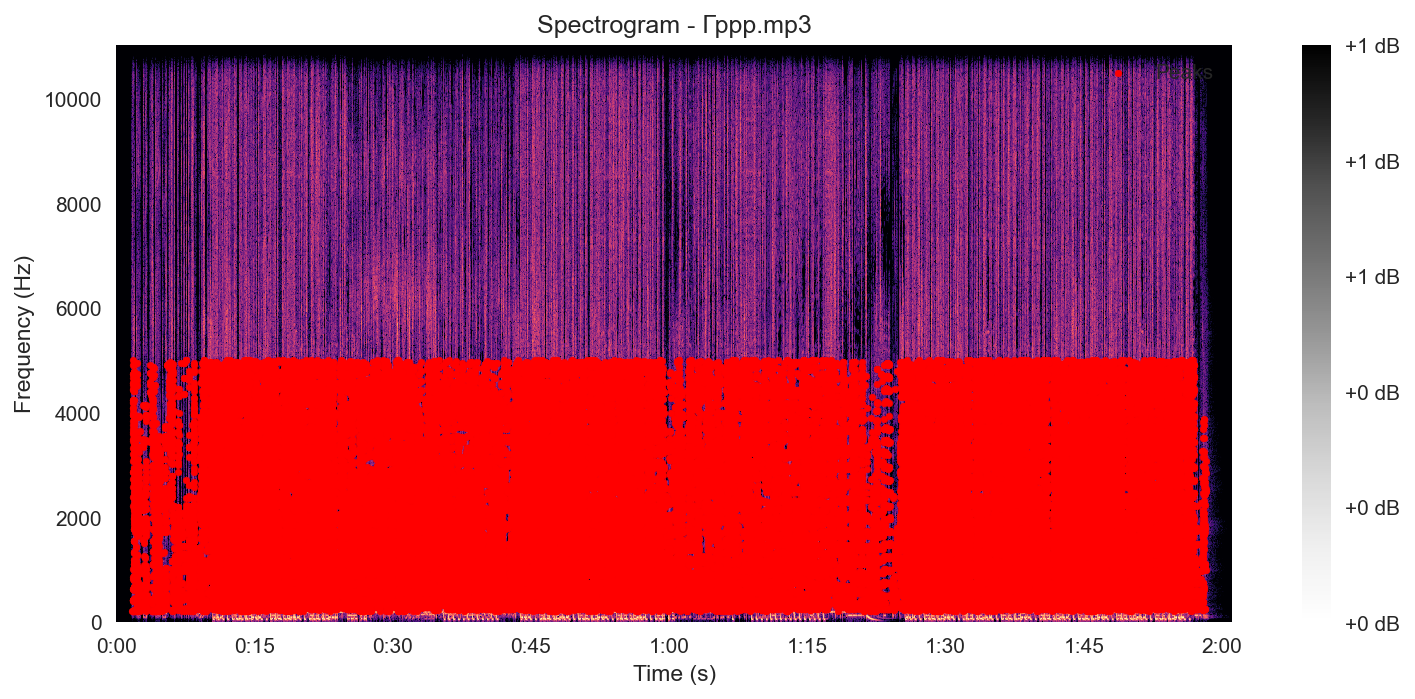 Spectrogram - Гррр.mp3
Frequency (Hz)
10000
8000
6000
4000
2000
0
0:00 0:15 0:30 0:45 1:00 1:15 1:30 1:45 2:00
Time (s)
Peaks
+1 dB
+1 dB
+1 dB
+0 dB
+0 dB
+0 dB